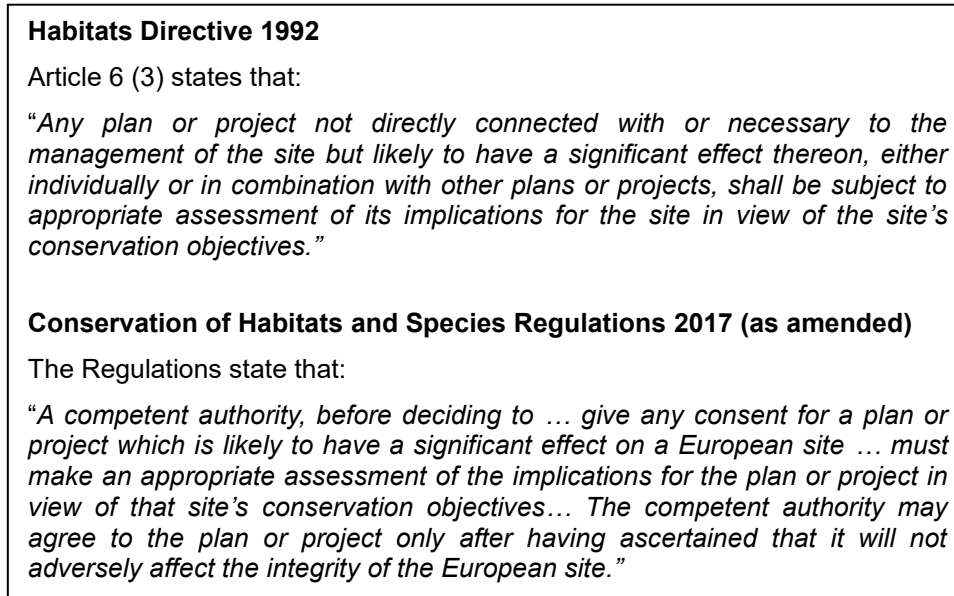 Habitats Directive 1992
Article 6 (3) states that:
“Any plan or project not directly connected with or necessary to the
management of the site but likely to have a significant effect thereon, either
individually or in combination with other plans or projects, shall be subject to
appropriate assessment of its implications for the site in view of the site’s
conservation objectives.”
Conservation of Habitats and Species Regulations 2017 (as amended)
The Regulations state that:
“A competent authority, before deciding to … give any consent for a plan or
project which is likely to have a significant effect on a European site … must
make an appropriate assessment of the implications for the plan or project in
view of that site’s conservation objectives… The competent authority may
agree to the plan or project only after having ascertained that it will not
adversely affect the integrity of the European site.”